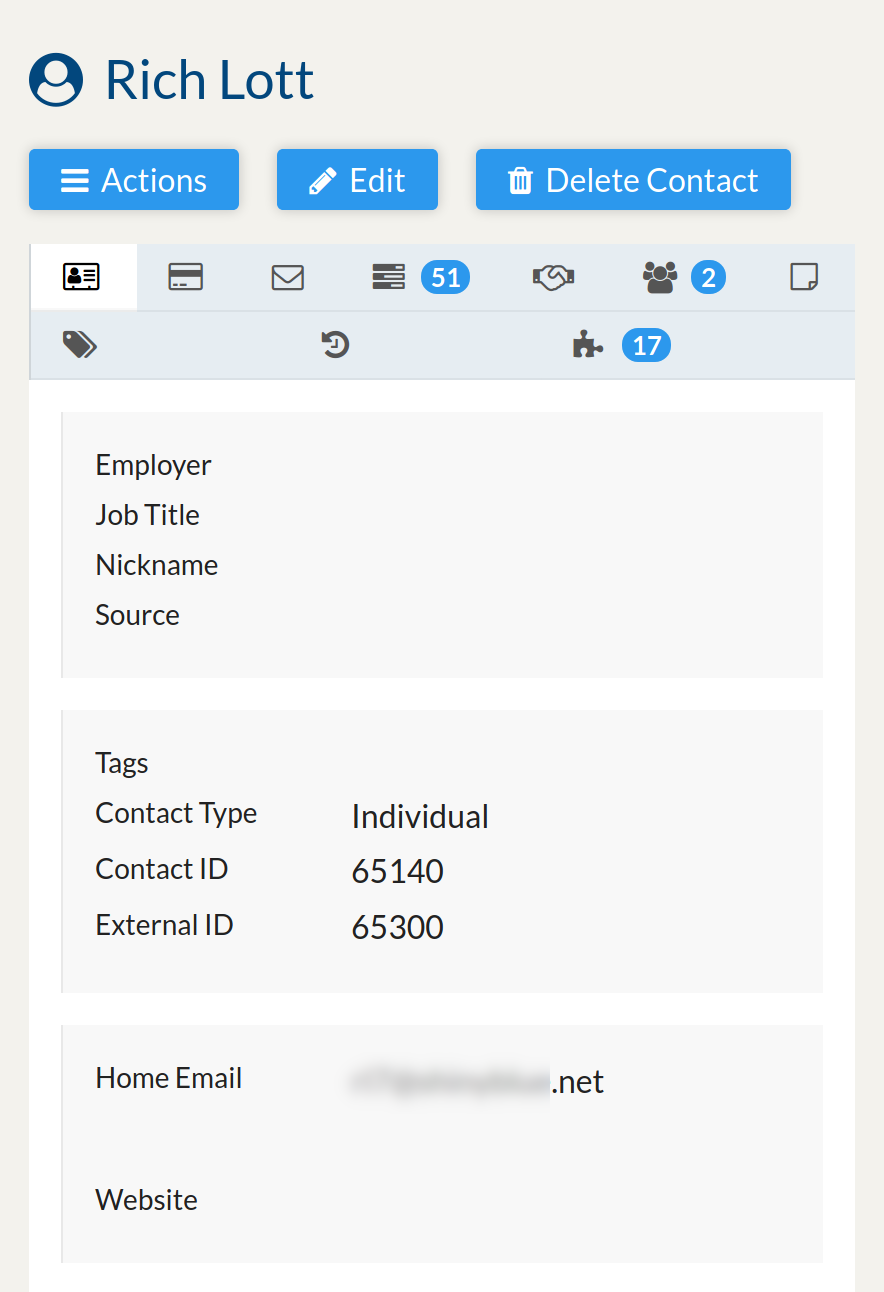 Rich Lott
Actions Edit Delete Contact
51 2
17
Employer
Job Title
Nickname
Source
Tags
Contact Type Individual
Contact ID 65140
External ID 65300
Home Email .net
Website